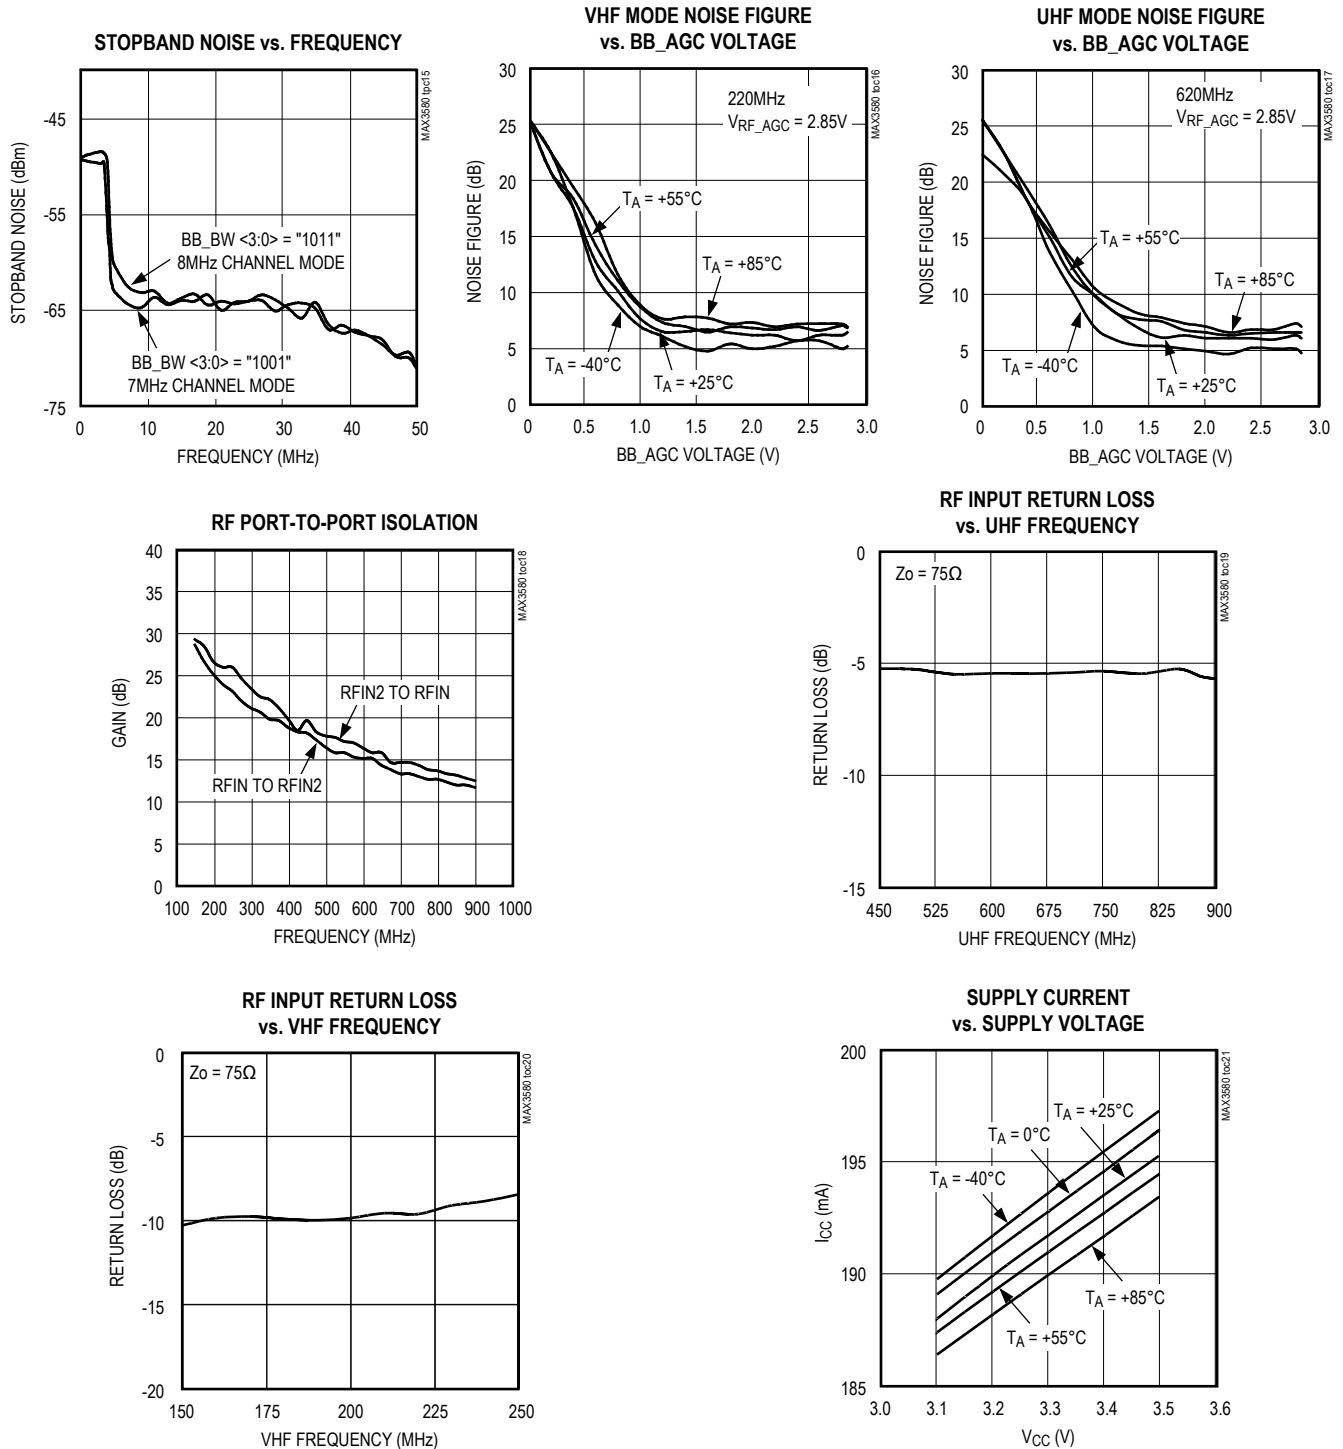 STOPBAND NOISE vs. FREQUENCY
MAX3580 tpc15
STOPBAND NOISE (dBm)
-45
-55
-65
-75
BB_BW <3:0> = "1011"
8MHz CHANNEL MODE
BB_BW <3:0> = "1001"
7MHz CHANNEL MODE
0 10 20 30 40 50
FREQUENCY (MHz)
VHF MODE NOISE FIGURE
vs. BB_AGC VOLTAGE
MAX3580 toc16
NOISE FIGURE (dB)
30
25
20
15
10
5
0
220MHz
VRF_AGC = 2.85V
TA = +55°C
TA = +85°C
TA = -40°C
TA = +25°C
0 0.5 1.0 1.5 2.0 2.5 3.0
BB_AGC VOLTAGE (V)
UHF MODE NOISE FIGURE
vs. BB_AGC VOLTAGE
MAX3580 toc17
NOISE FIGURE (dB)
30
25
20
15
10
5
0
620MHz
VRF_AGC = 2.85V
TA = +55°C
TA = +85°C
TA = -40°C
TA = +25°C
0 0.5 1.0 1.5 2.0 2.5 3.0
BB_AGC VOLTAGE (V)
RF PORT-TO-PORT ISOLATION
MAX3580 toc18
GAIN (dB)
40
35
30
25
20
15
10
5
0
RFIN2 TO RFIN
RFIN TO RFIN2
100 200 300 400 500 600 700 800 900 1000
FREQUENCY (MHz)
RF INPUT RETURN LOSS
vs. UHF FREQUENCY
MAX3580 toc19
RETURN LOSS (dB)
0
-5
-10
-15
Zo = 75Ω
450 525 600 675 750 825 900
UHF FREQUENCY (MHz)
RF INPUT RETURN LOSS
vs. VHF FREQUENCY
MAX3580 toc20
RETURN LOSS (dB)
0
-5
-10
-15
-20
Zo = 75Ω
150 175 200 225 250
VHF FREQUENCY (MHz)
SUPPLY CURRENT
vs. SUPPLY VOLTAGE
MAX3580 toc21
ICC (mA)
200
195
190
185
TA = +25°C
TA = 0°C
TA = -40°C
TA = +85°C
TA = +55°C
3.0 3.1 3.2 3.3 3.4 3.5 3.6
VCC (V)